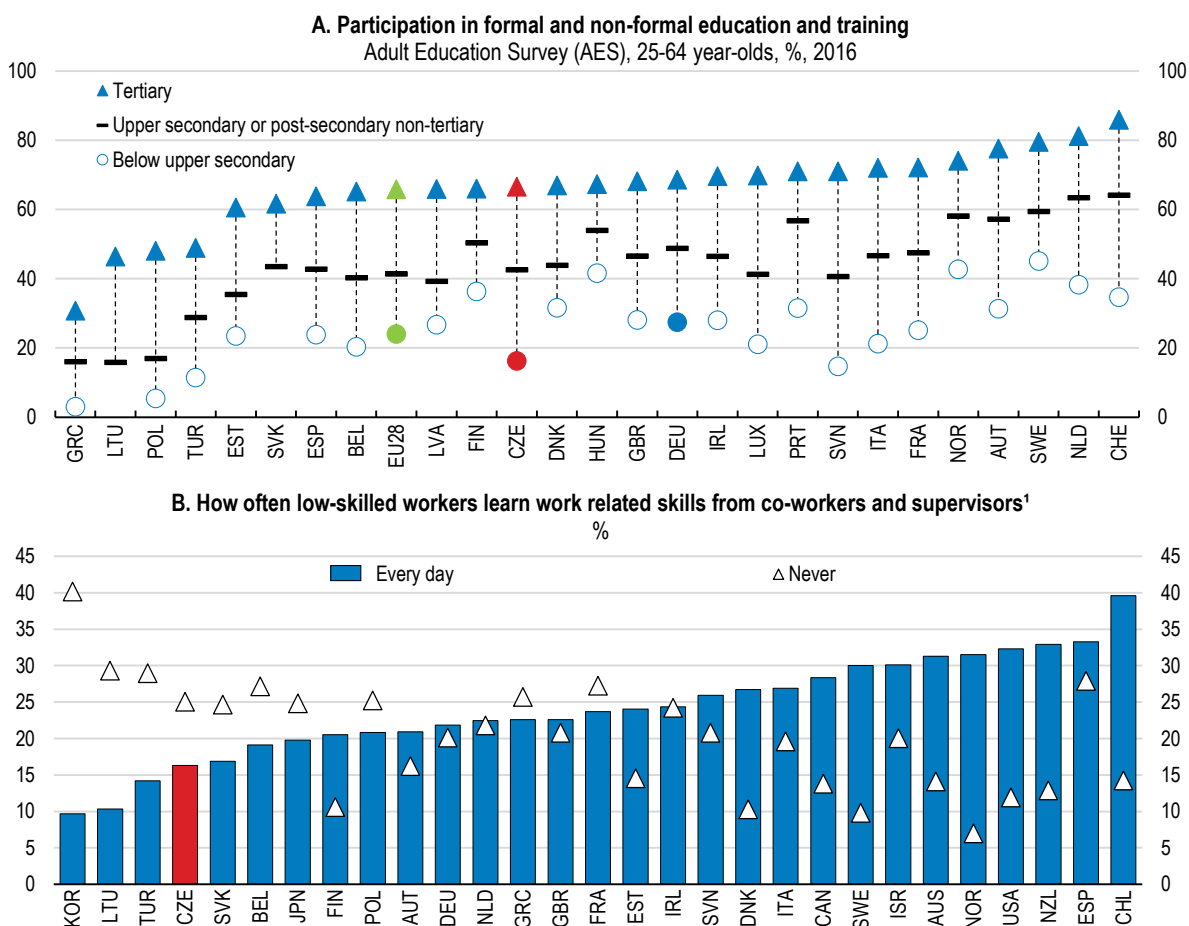 A. Participation in formal and non-formal education and training
Adult Education Survey (AES), 25-64 year-olds, %, 2016
100 100
Tertiary
Upper secondary or post-secondary non-tertiary
Below upper secondary
80 80
60 60
40 40
20 20
0 0
GRC LTU POL TUR EST SVK ESP BEL EU28 LVA FIN CZE DNK HUN GBR DEU IRL LUX PRT SVN ITA FRA NOR AUT SWE NLD CHE
B. How often low-skilled workers learn work related skills from co-workers and supervisors¹
%
45 45
Every day Never
40 40
35 35
30 30
25 25
20 20
15 15
10 10
5 5
0 0
KOR LTU TUR CZE SVK BEL JPN FIN POL AUT DEU NLD GRC GBR FRA EST IRL SVN DNK ITA CAN SWE ISR AUS NOR USA NZL ESP CHL